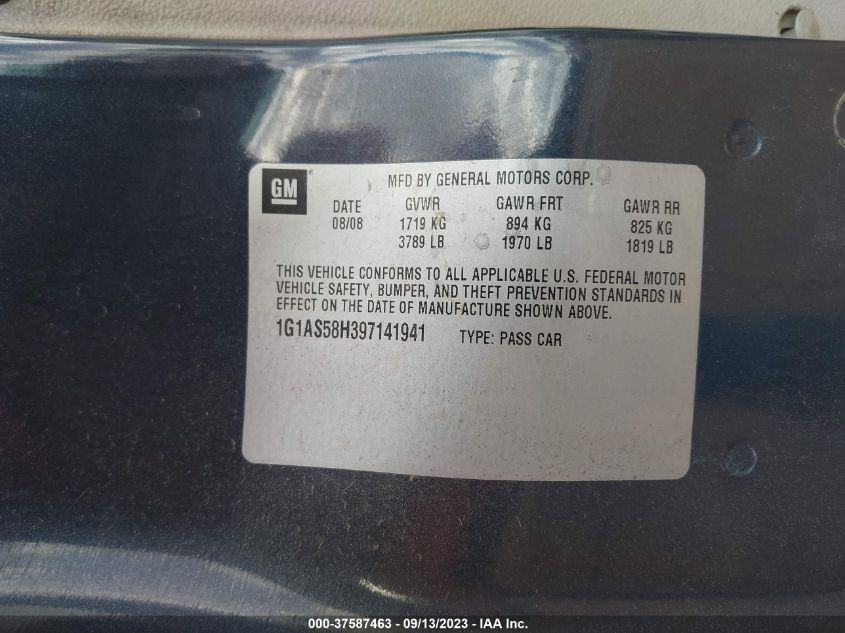 GM
MFD BY GENERAL MOTORS CORP.
DATE GVWR GAWR FRT GAWR RR
08/08 1719 KG 894 KG 825 KG
3789 LB 1970 LB 1819 LB
THIS VEHICLE CONFORMS TO ALL APPLICABLE U.S. FEDERAL MOTOR
VEHICLE SAFETY, BUMPER, AND THEFT PREVENTION STANDARDS IN
EFFECT ON THE DATE OF MANUFACTURE SHOWN ABOVE.
1G1AS58H397141941 TYPE: PASS CAR
000-37587463 - 09/13/2023 - IAA Inc.